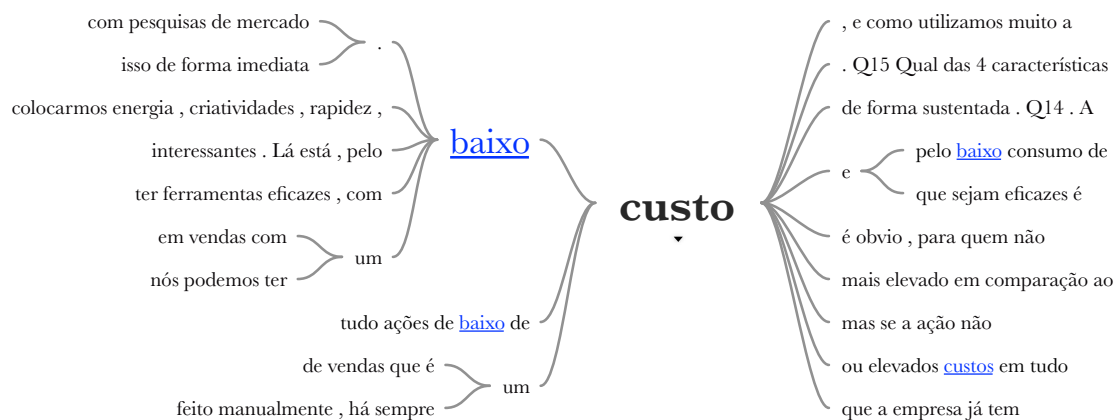 com pesquisas de mercado
.
isso de forma imediata
colocarmos energia , criatividades , rapidez ,
baixo
interessantes . Lá está , pelo
ter ferramentas eficazes , com
em vendas com
um
nós podemos ter
tudo ações de baixo de
de vendas que é
um
feito manualmente , há sempre
custo
, e como utilizamos muito a
. Q15 Qual das 4 características
de forma sustentada . Q14 . A
e
pelo baixo consumo de
que sejam eficazes é
é obvio , para quem não
mais elevado em comparação ao
mas se a ação não
ou elevados custos em tudo
que a empresa já tem